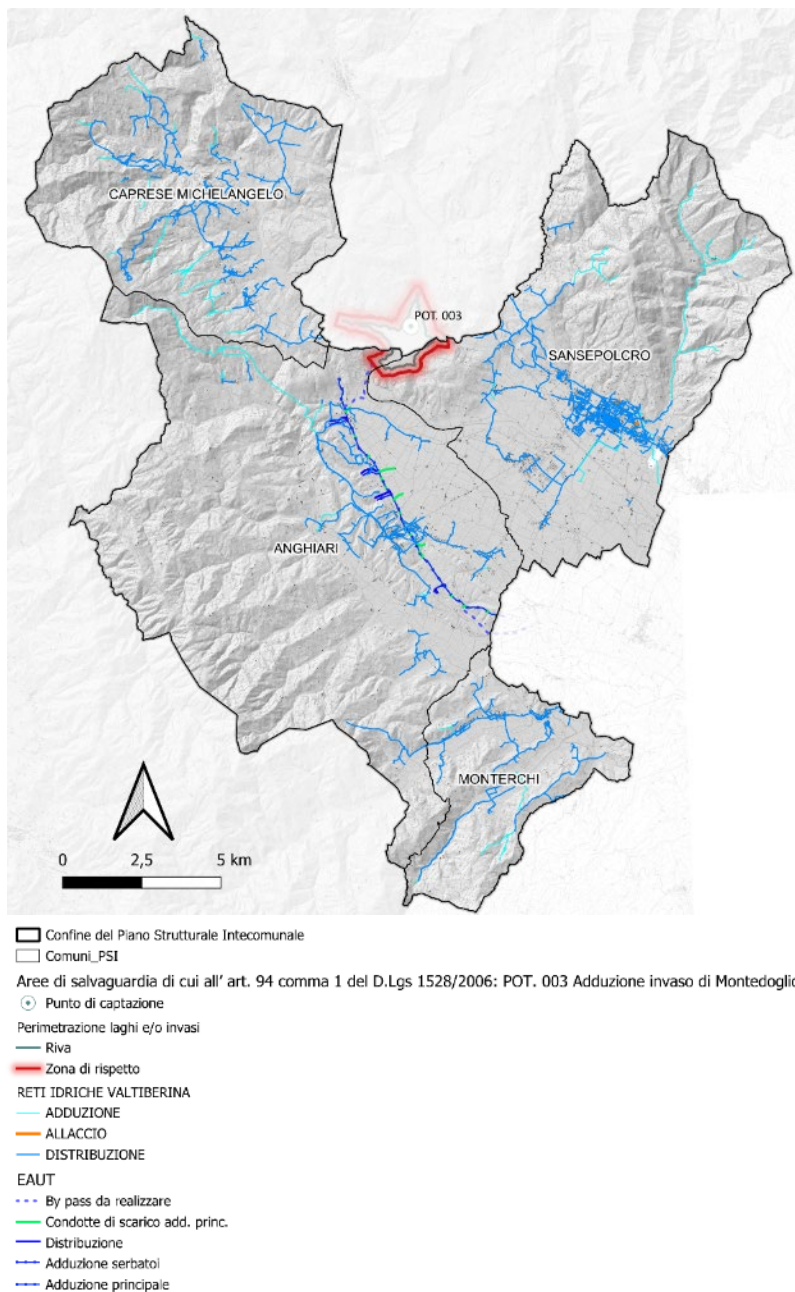 CAPRESE MICHELANGELO
POT. 003
SANSEPOLCRO
ANGHIARI
MONTERCHI
0 2,5 5 km
Confine del Piano Strutturale Intecomunale
Comuni_PSI
Aree di salvaguardia di cui all' art. 94 comma 1 del D.Lgs 1528/2006: POT. 003 Adduzione invaso di Montedoglio
Punto di captazione
Perimetrazione laghi e/o invasi
Riva
Zona di rispetto
RETI IDRICHE VALTIBERINA
ADDUZIONE
ALLACCIO
DISTRIBUZIONE
EAUT
By pass da realizzare
Condotte di scarico add. princ.
Distribuzione
Adduzione serbatoi
Adduzione principale